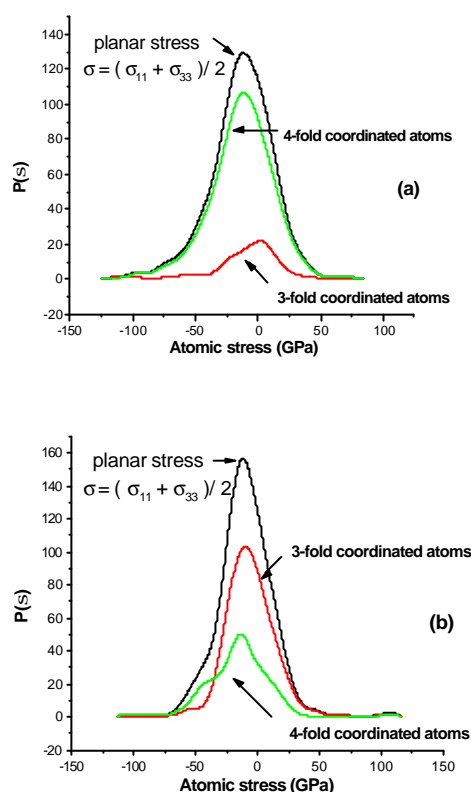 140
planar stress
120
σ = ( σ11 + σ33 ) / 2
100
4-fold coordinated atoms
80
P(s)
60
(a)
40
20
3-fold coordinated atoms
0
-20
-150 -100 -50 0 50 100
Atomic stress (GPa)
160
planar stress
140
σ = ( σ11 + σ33 ) / 2
120
3-fold coordinated atoms
100
80
P(s)
(b)
60
40
20
4-fold coordinated atoms
0
-20
-150 -100 -50 0 50 100 150
Atomic stress (GPa)